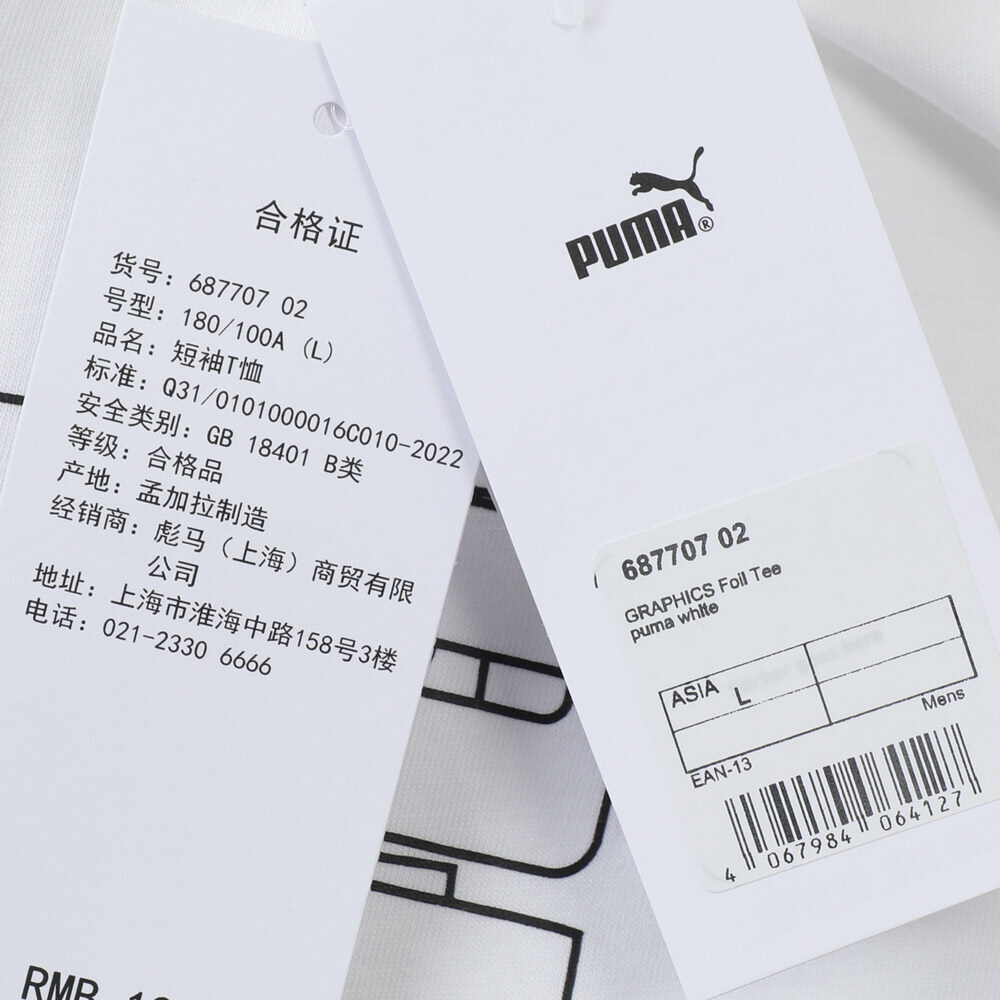 合格证
货号: 687707 02
号型: 180/100A (L)
品名: 短袖T恤
标准: Q31/0101000016C010-2022
安全类别: GB 18401 B类
等级: 合格品
产地: 孟加拉制造
经销商: 彪马（上海）商贸有限
公司
地址: 上海市淮海中路158号3楼
电话: 021-2330 6666
RMB
PUMA®
687707 02
GRAPHICS Foil Tee
puma white
ASIA L
Mens
EAN-13
4 067984 064127